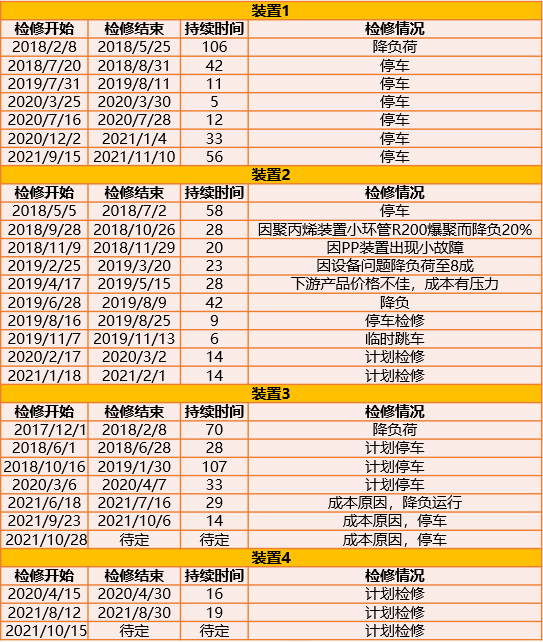 装置1
检修开始 检修结束 持续时间 检修情况
2018/2/8 2018/5/25 106 降负荷
2018/7/20 2018/8/31 42 停车
2019/7/31 2019/8/11 11 停车
2020/3/25 2020/3/30 5 停车
2020/7/16 2020/7/28 12 停车
2020/12/2 2021/1/4 33 停车
2021/9/15 2021/11/10 56 停车
装置2
检修开始 检修结束 持续时间 检修情况
2018/5/5 2018/7/2 58 停车
2018/9/28 2018/10/26 28 因聚丙烯装置小环管R200爆聚而降负20%
2018/11/9 2018/11/29 20 因PP装置出现小故障
2019/2/25 2019/3/20 23 因设备问题降负荷至8成
2019/4/17 2019/5/15 28 下游产品价格不佳，成本有压力
2019/6/28 2019/8/9 42 降负
2019/8/16 2019/8/25 9 停车检修
2019/11/7 2019/11/13 6 临时跳车
2020/2/17 2020/3/2 14 计划检修
2021/1/18 2021/2/1 14 计划检修
装置3
检修开始 检修结束 持续时间 检修情况
2017/12/1 2018/2/8 70 降负荷
2018/6/1 2018/6/28 28 计划停车
2018/10/16 2019/1/30 107 计划停车
2020/3/6 2020/4/7 33 计划停车
2021/6/18 2021/7/16 29 成本原因，降负运行
2021/9/23 2021/10/6 14 成本原因，停车
2021/10/28 待定 待定 成本原因，停车
装置4
检修开始 检修结束 持续时间 检修情况
2020/4/15 2020/4/30 16 计划检修
2021/8/12 2021/8/30 19 计划检修
2021/10/15 待定 待定 计划检修